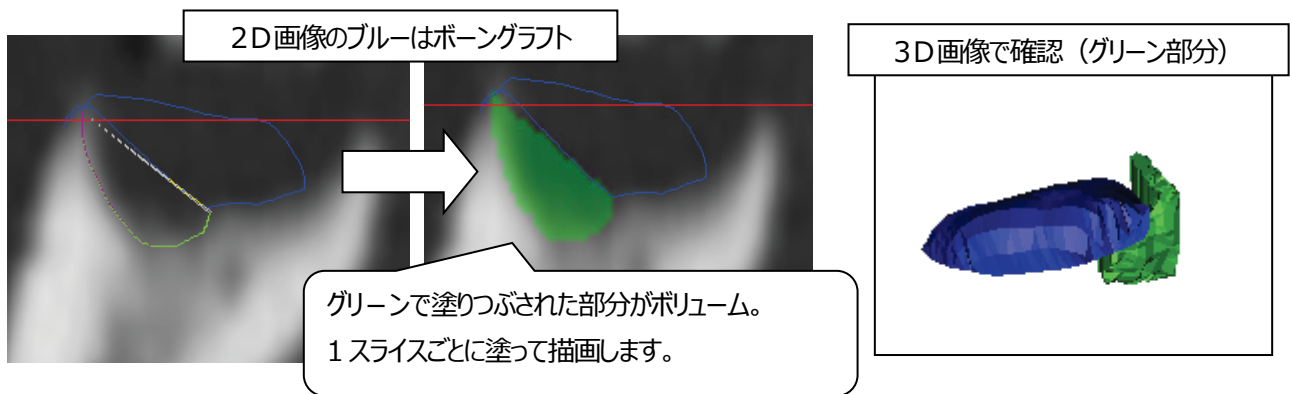 2D画像のブルーはボーングラフト
3D画像で確認（グリーン部分）
グリーンで塗りつぶされた部分がボリューム。
1スライスごとに塗って描画します。